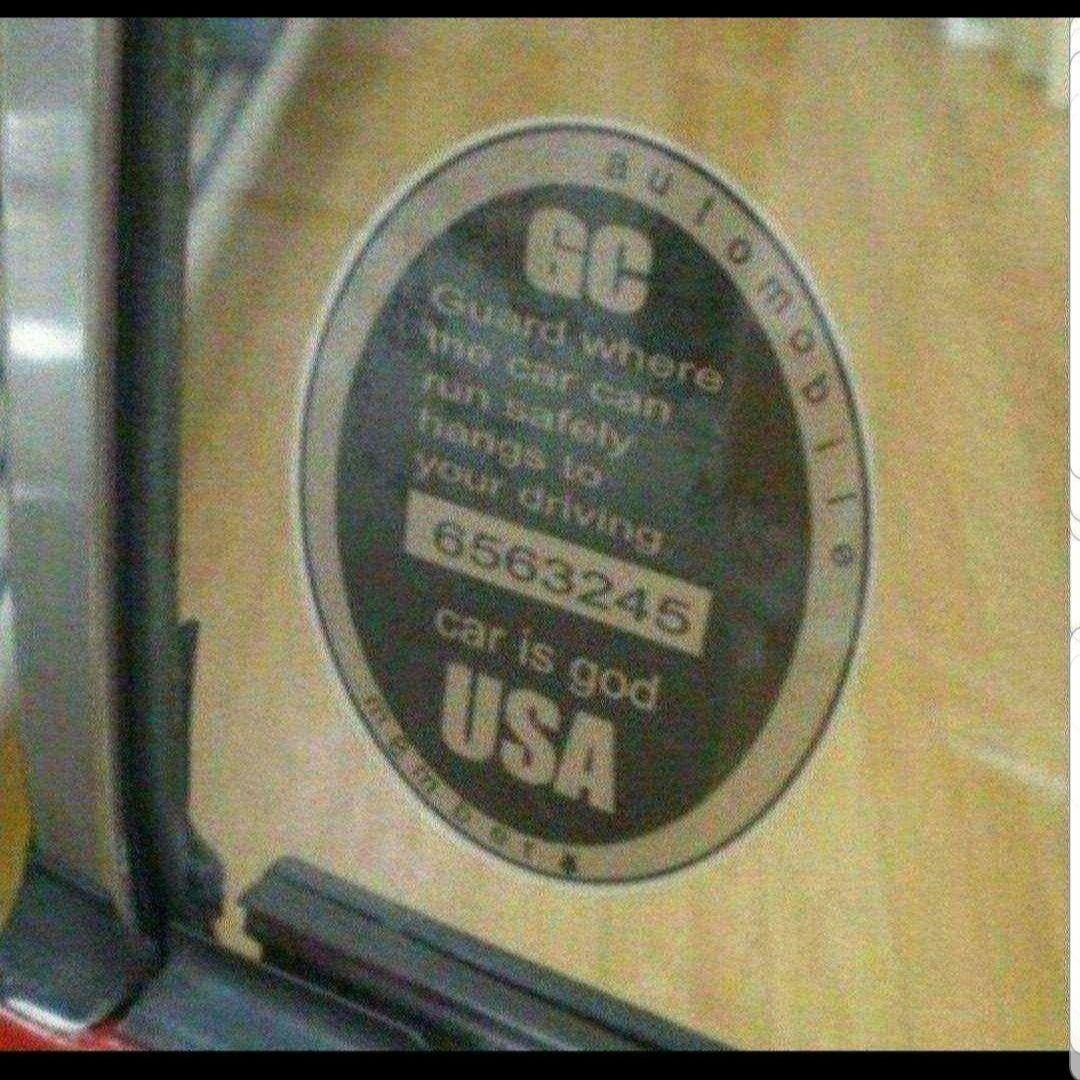 automobile
GC
Guard where
the car can
run safely
hangs to
your driving
6563245
car is god
USA